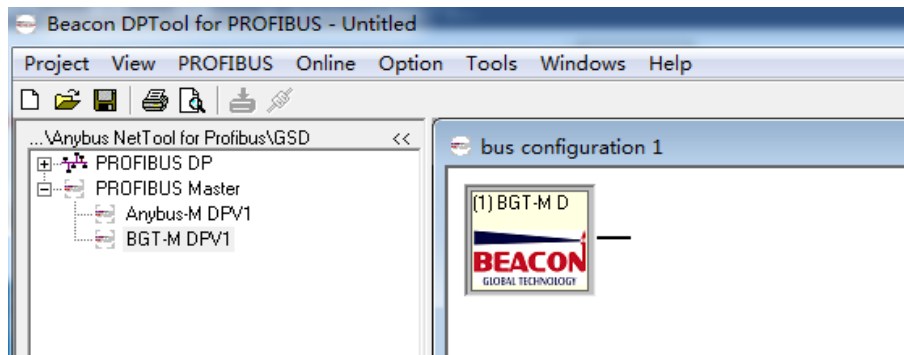 Beacon DPTool for PROFIBUS - Untitled
Project View PROFIBUS Online Option Tools Windows Help
...\Anybus NetTool for Profibus\GSD <<
PROFIBUS DP
PROFIBUS Master
Anybus-M DPV1
BGT-M DPV1
bus configuration 1
(1) BGT-M D
BEACON
GLOBAL TECHNOLOGY